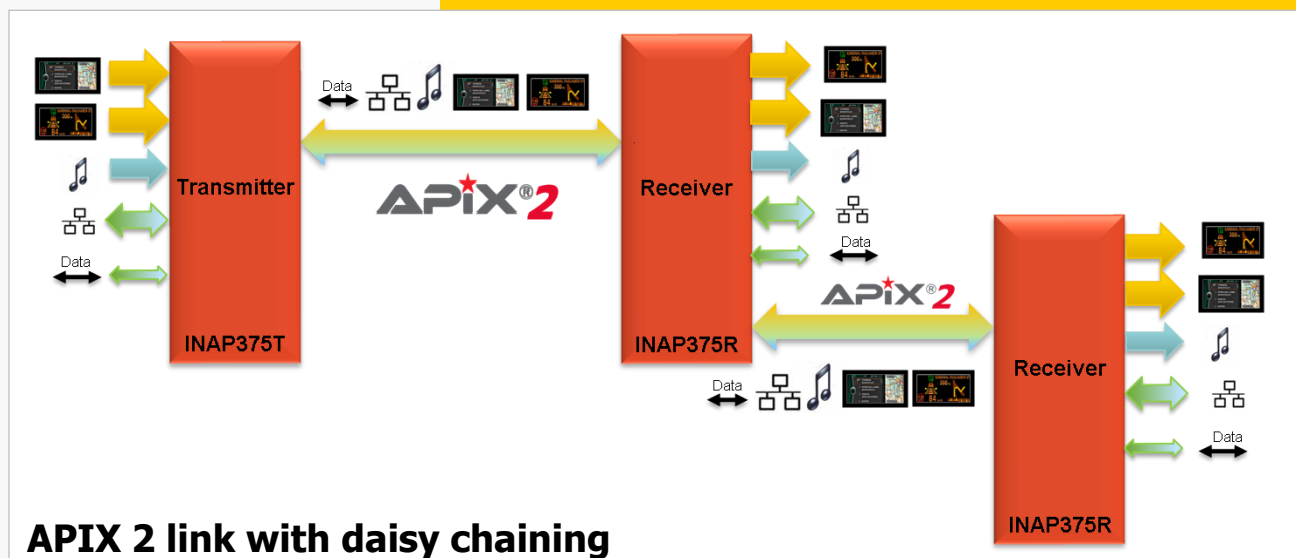 Data
Transmitter
Data
INAP375T
APiX®2
Receiver
INAP375R
Data
APiX®2
Data
Receiver
Data
INAP375R
APIX 2 link with daisy chaining